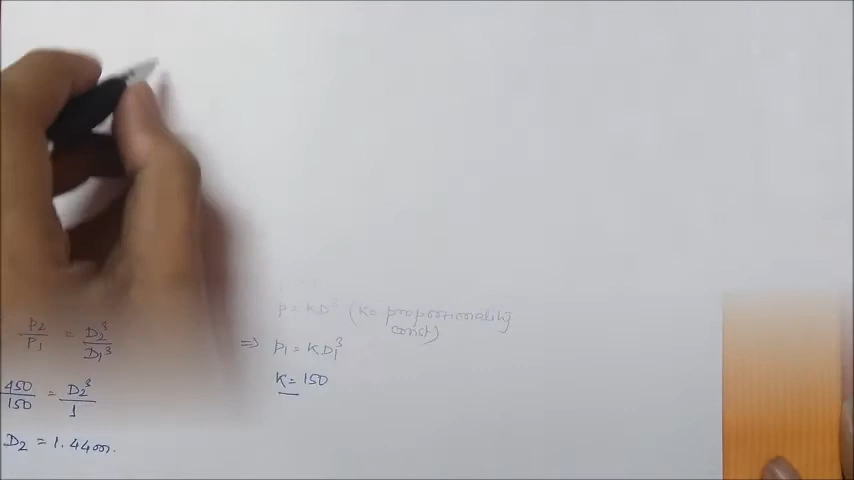 P2/P1 = D2³/D1³
450/150 = D2³/1
D2 = 1.44m.
P = KD³ (K= proportionality
const)
⇒ P1 = KD1³
K = 150